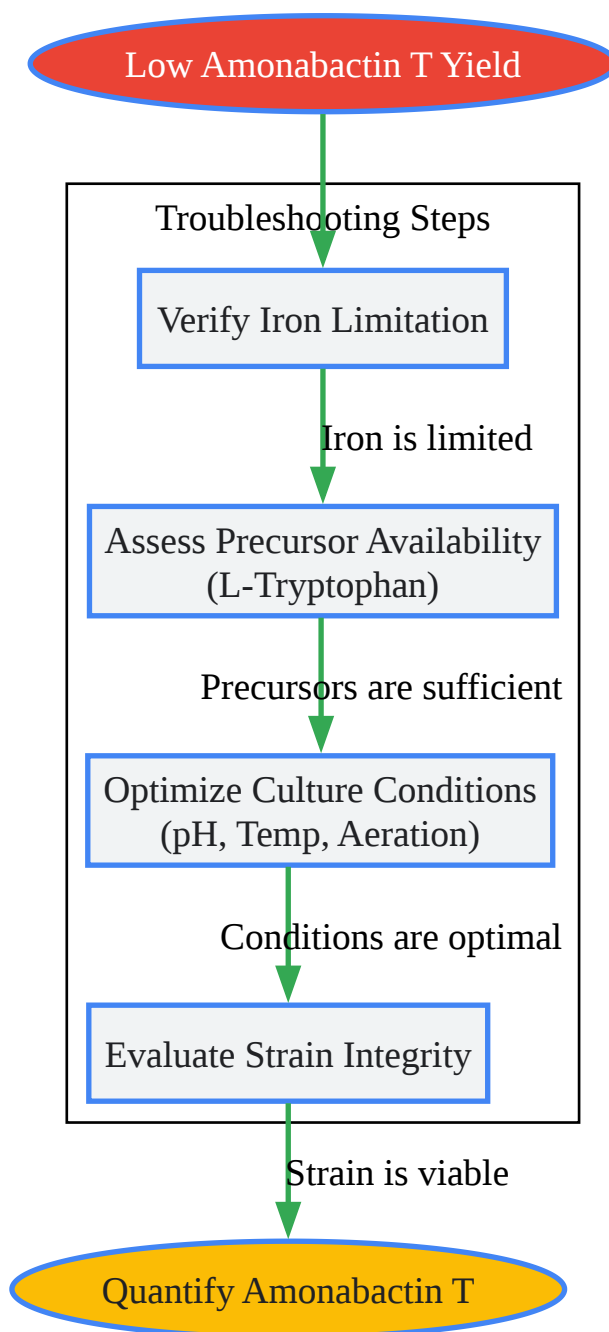 Low Amonabactin T Yield
Troubleshooting Steps
Verify Iron Limitation
Iron is limited
Assess Precursor Availability
(L-Tryptophan)
Precursors are sufficient
Optimize Culture Conditions
(pH, Temp, Aeration)
Conditions are optimal
Evaluate Strain Integrity
Strain is viable
Quantify Amonabactin T